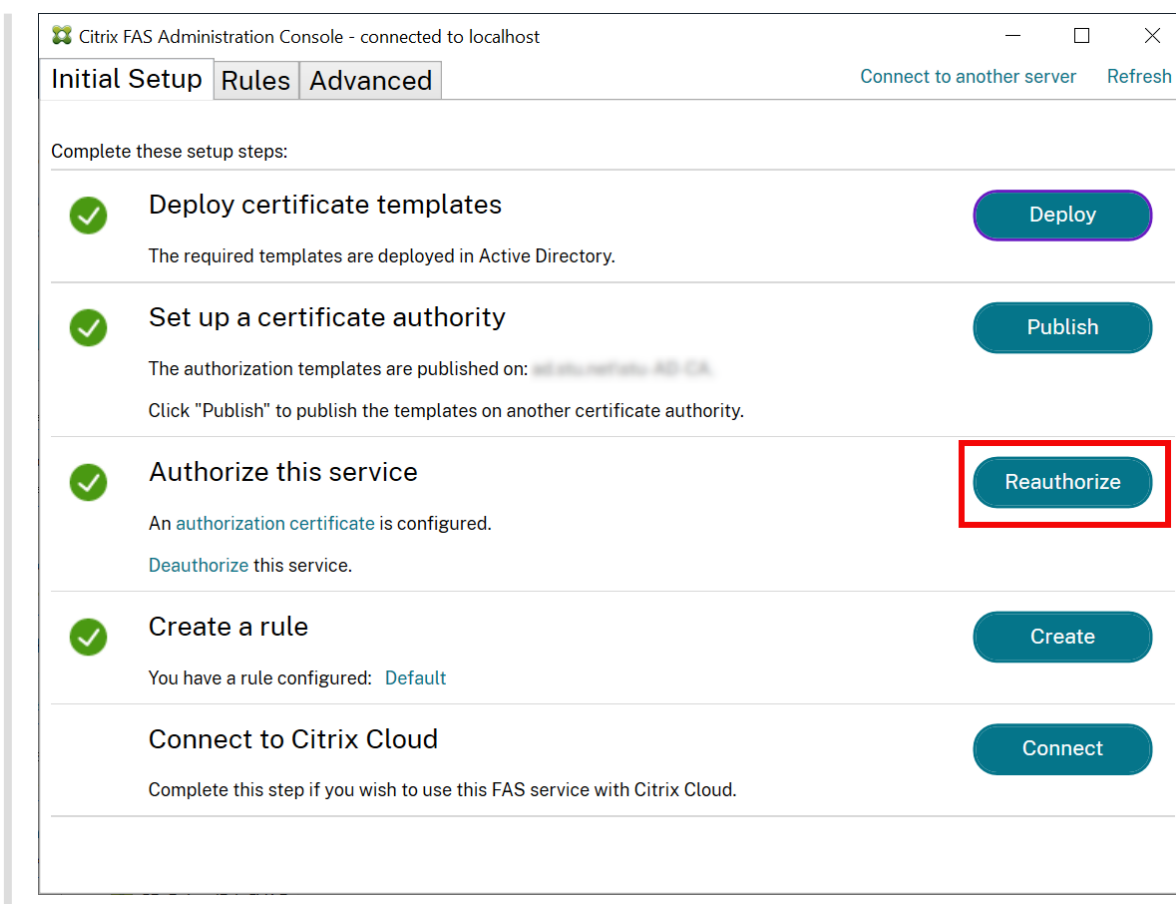 Citrix FAS Administration Console - connected to localhost
Initial Setup Rules Advanced Connect to another server Refresh
Complete these setup steps:
Deploy certificate templates
Deploy
The required templates are deployed in Active Directory.
Set up a certificate authority
Publish
The authorization templates are published on:
Click "Publish" to publish the templates on another certificate authority.
Authorize this service
Reauthorize
An authorization certificate is configured.
Deauthorize this service.
Create a rule
Create
You have a rule configured: Default
Connect to Citrix Cloud
Connect
Complete this step if you wish to use this FAS service with Citrix Cloud.